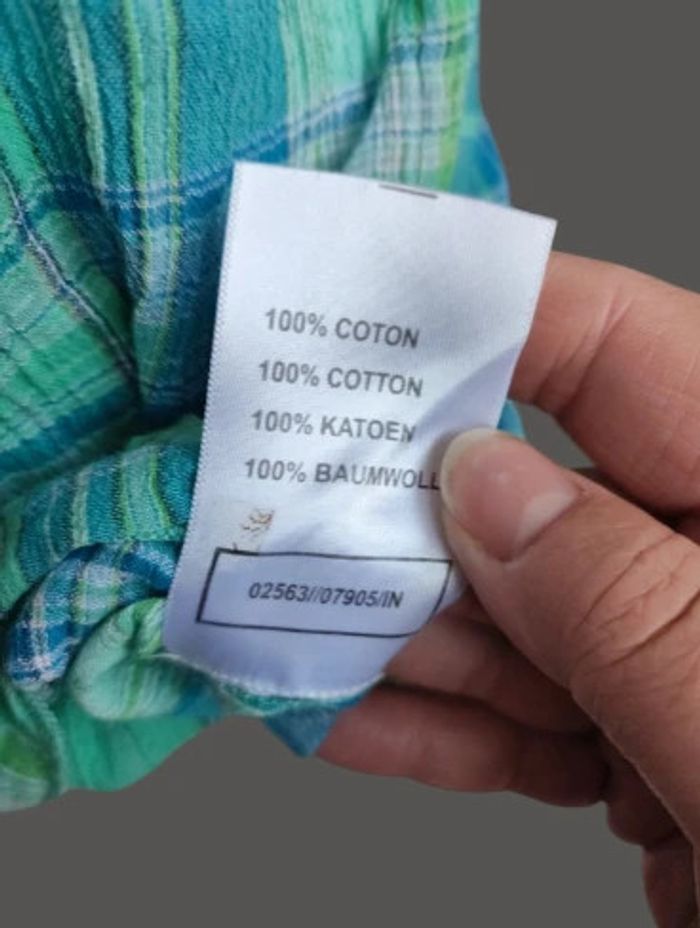 100% COTON
100% COTTON
100% KATOEN
100% BAUMWOLL
02563//07905/IN